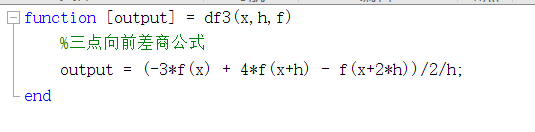 function [output] = df3(x,h,f)
%三点向前差商公式
output = (-3*f(x) + 4*f(x+h) - f(x+2*h))/2/h;
end